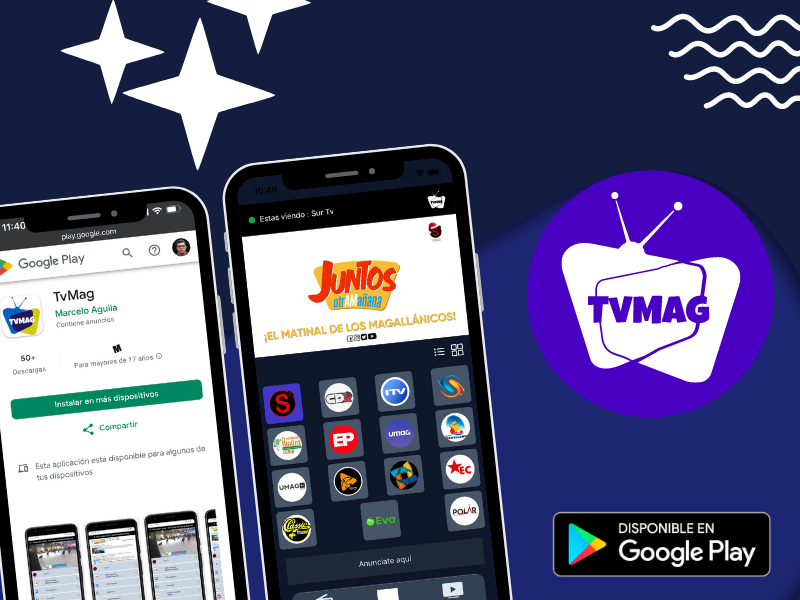 11:40
play.google.com
Google Play
TvMag
Marcelo Aguila
Contiene anuncios
TVMAG
50+
Descargas
M
Para mayores de 17 años
Instalar en más dispositivos
Compartir
Esta aplicación está disponible para algunos de
tus dispositivos
10:40
Estas viendo : Sur Tv
JUNTOS
¡EL MATINAL DE LOS MAGALLÁNICOS!
S
ITV
EP
UMAG
UMAG
EC
Classic
Eva
POLAR
Anunciate aquí
TVMAG
DISPONIBLE EN
Google Play